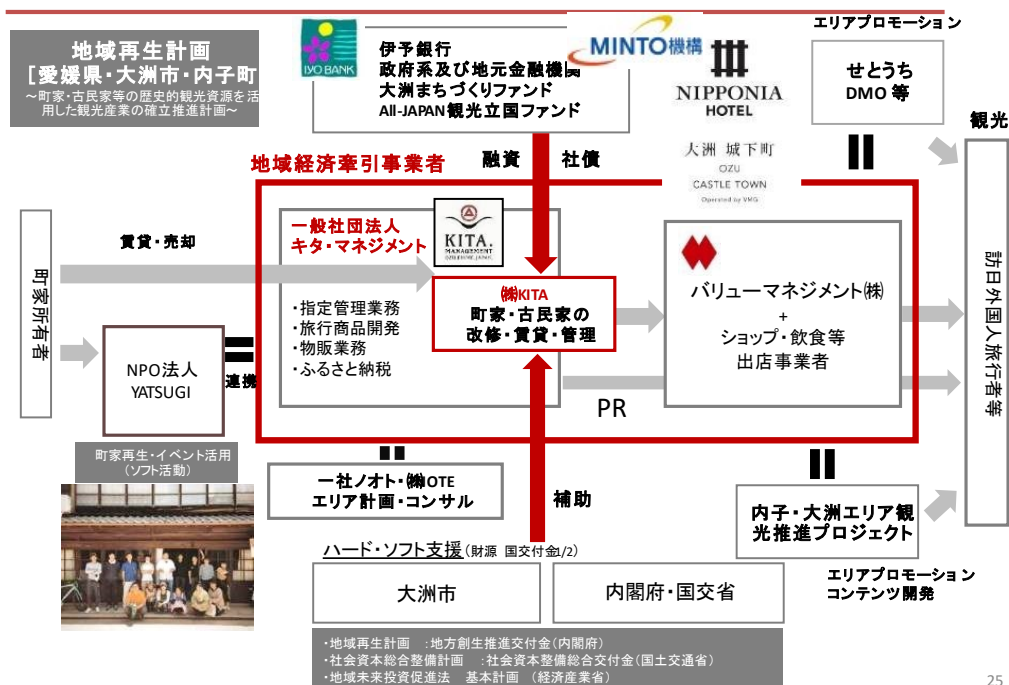 地域再生計画
[愛媛県・大洲市・内子町
～町家・古民家等の歴史的観光資源を活
用した観光産業の確立推進計画～
IYO BANK
伊予銀行
政府系及び地元金融機関
大洲まちづくりファンド
All-JAPAN観光立国ファンド
MINTO機構
NIPPONIA
HOTEL
大洲 城下町
OZU
CASTLE TOWN
Operated by VMG
エリアプロモーション
せとうち
DMO 等
観光
融資
社債
地域経済牽引事業者
町家所有者
賃貸・売却
一般社団法人
キタ・マネジメント
KITA.
MANAGEMENT
・指定管理業務
・旅行商品開発
・物販業務
・ふるさと納税
㈱KITA
町家・古民家の
改修・賃貸・管理
バリューマネジメント㈱
+
ショップ・飲食等
出店事業者
訪日外国人旅行者等
NPO法人
YATSUGI
連携
PR
町家再生・イベント活用
(ソフト活動)
一社ノオト・㈱NOTE
エリア計画・コンサル
補助
内子・大洲エリア観
光推進プロジェクト
エリアプロモーション
コンテンツ開発
ハード・ソフト支援(財源 国交付金1/2)
大洲市
内閣府・国交省
・地域再生計画 :地方創生推進交付金(内閣府)
・社会資本総合整備計画 :社会資本整備総合交付金(国土交通省)
・地域未来投資促進法 基本計画 (経済産業省)
25